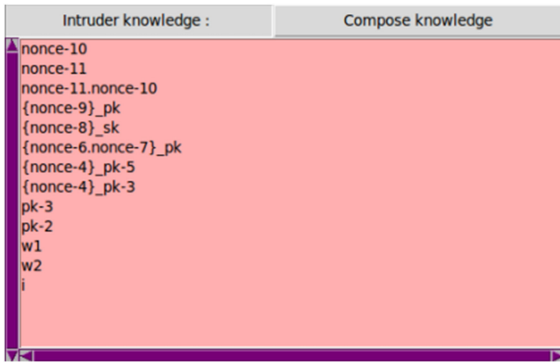 Intruder knowledge :
Compose knowledge
nonce-10
nonce-11
nonce-11.nonce-10
{nonce-9}_pk
{nonce-8}_sk
{nonce-6.nonce-7}_pk
{nonce-4}_pk-5
{nonce-4}_pk-3
pk-3
pk-2
w1
w2
i